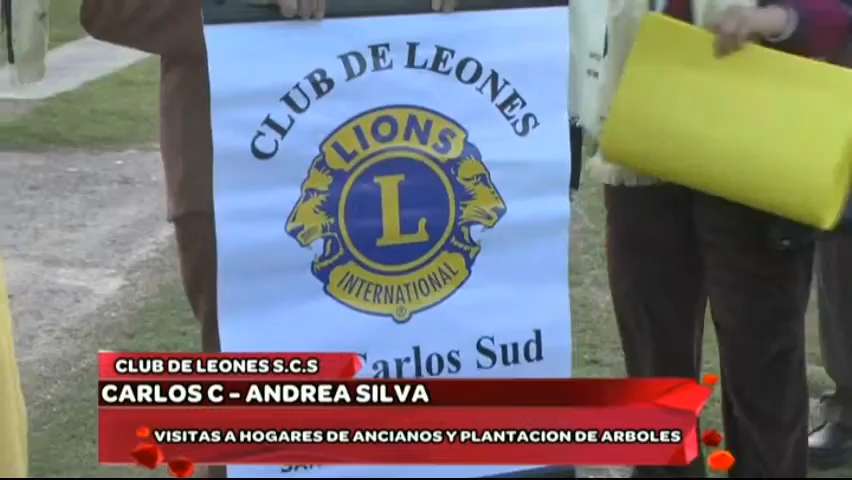 CLUB DE LEONES
LIONS
L
INTERNATIONAL
®
Carlos Sud
CLUB DE LEONES S.C.S
CARLOS C - ANDREA SILVA
VISITAS A HOGARES DE ANCIANOS Y PLANTACION DE ARBOLES